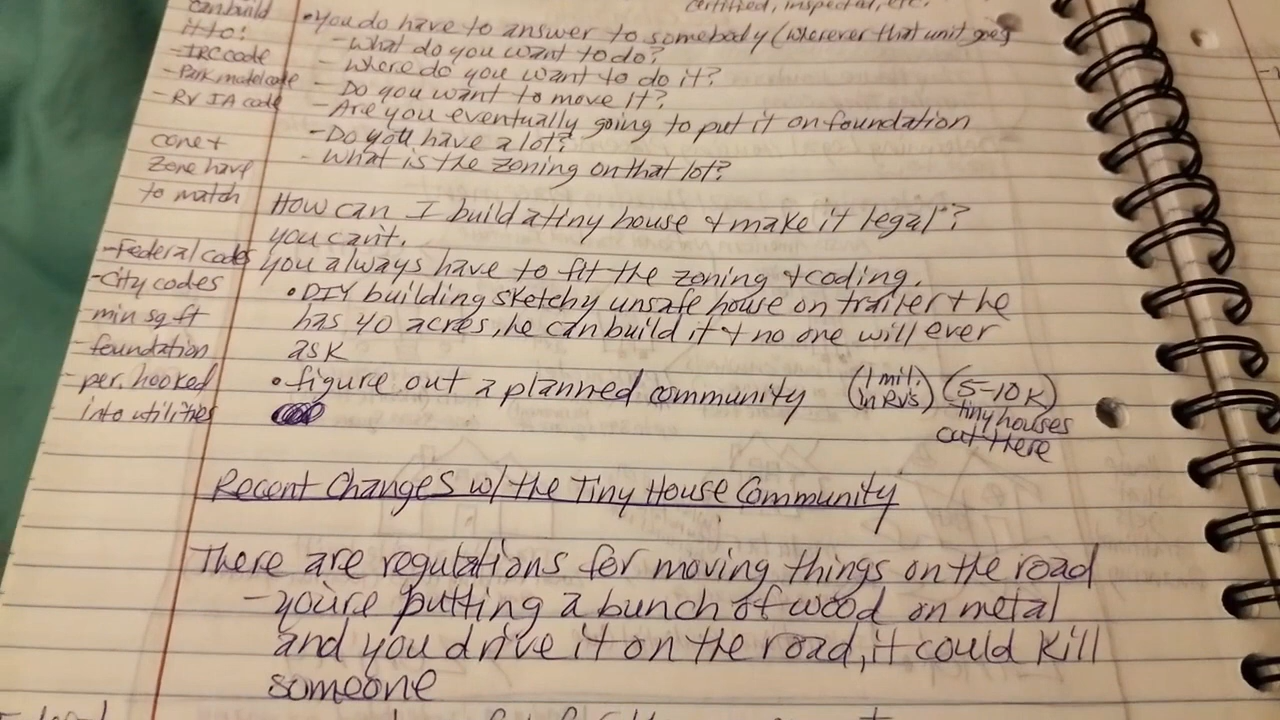 certified, inspected, etc.
can build
it to:
- IRC code
- Park model code
- RV IA code
cone +
zone have
to match
- Federal codes
- City codes
- min sq ft
- foundation
- per. hooked
into utilities
• you do have to answer to somebody (wherever that unit goes
- What do you want to do?
- Where do you want to do it?
- Do you want to move it?
- Are you eventually going to put it on foundation
- Do you have a lot?
- What is the zoning on that lot?
How can I build a tiny house + make it legal"?
you can't.
you always have to fit the zoning + coding.
• DIY building sketchy unsafe house on trailer + he
has 40 acres, he can build it + no one will ever
ask
• figure out a planned community (1 mil. in RVs) (5-10K)
tiny houses
out there
Recent Changes w/ the Tiny House Community
There are regulations for moving things on the road
- you're putting a bunch of wood on metal
and you drive it on the road, it could kill
someone